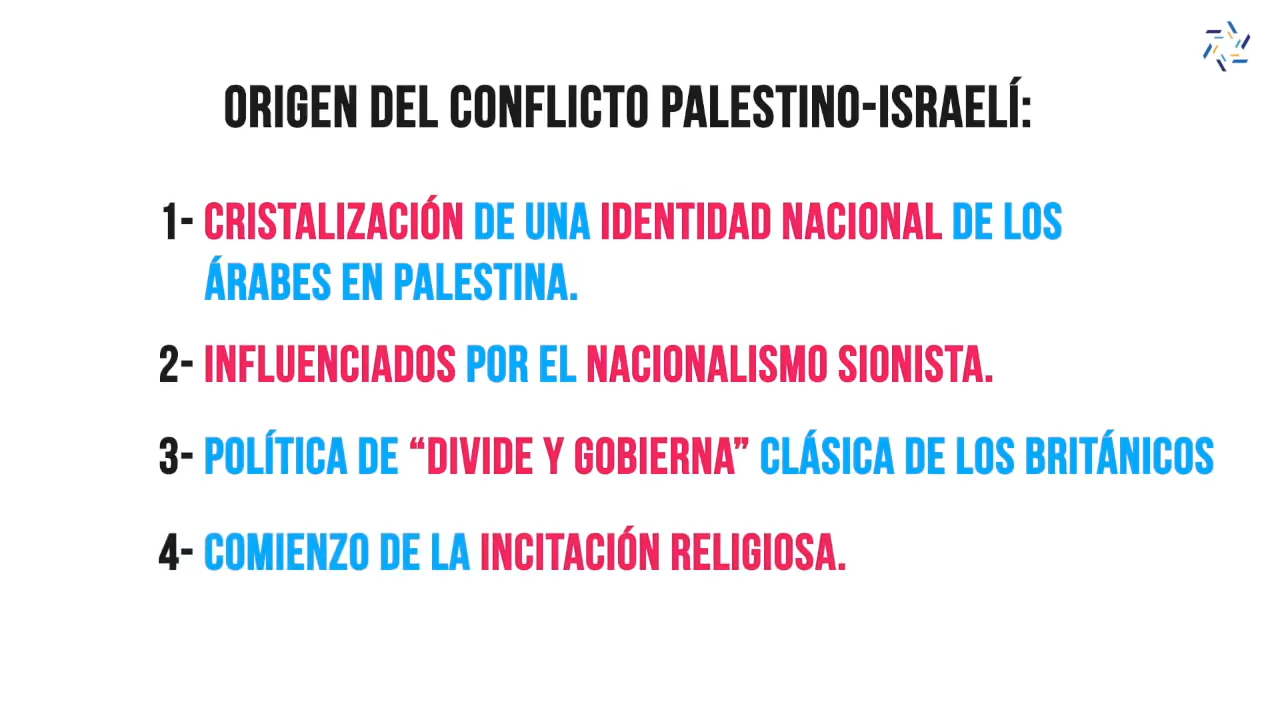 ORIGEN DEL CONFLICTO PALESTINO-ISRAELÍ:
1- CRISTALIZACIÓN DE UNA IDENTIDAD NACIONAL DE LOS
ÁRABES EN PALESTINA.
2- INFLUENCIADOS POR EL NACIONALISMO SIONISTA.
3- POLÍTICA DE “DIVIDE Y GOBIERNA” CLÁSICA DE LOS BRITÁNICOS
4- COMIENZO DE LA INCITACIÓN RELIGIOSA.